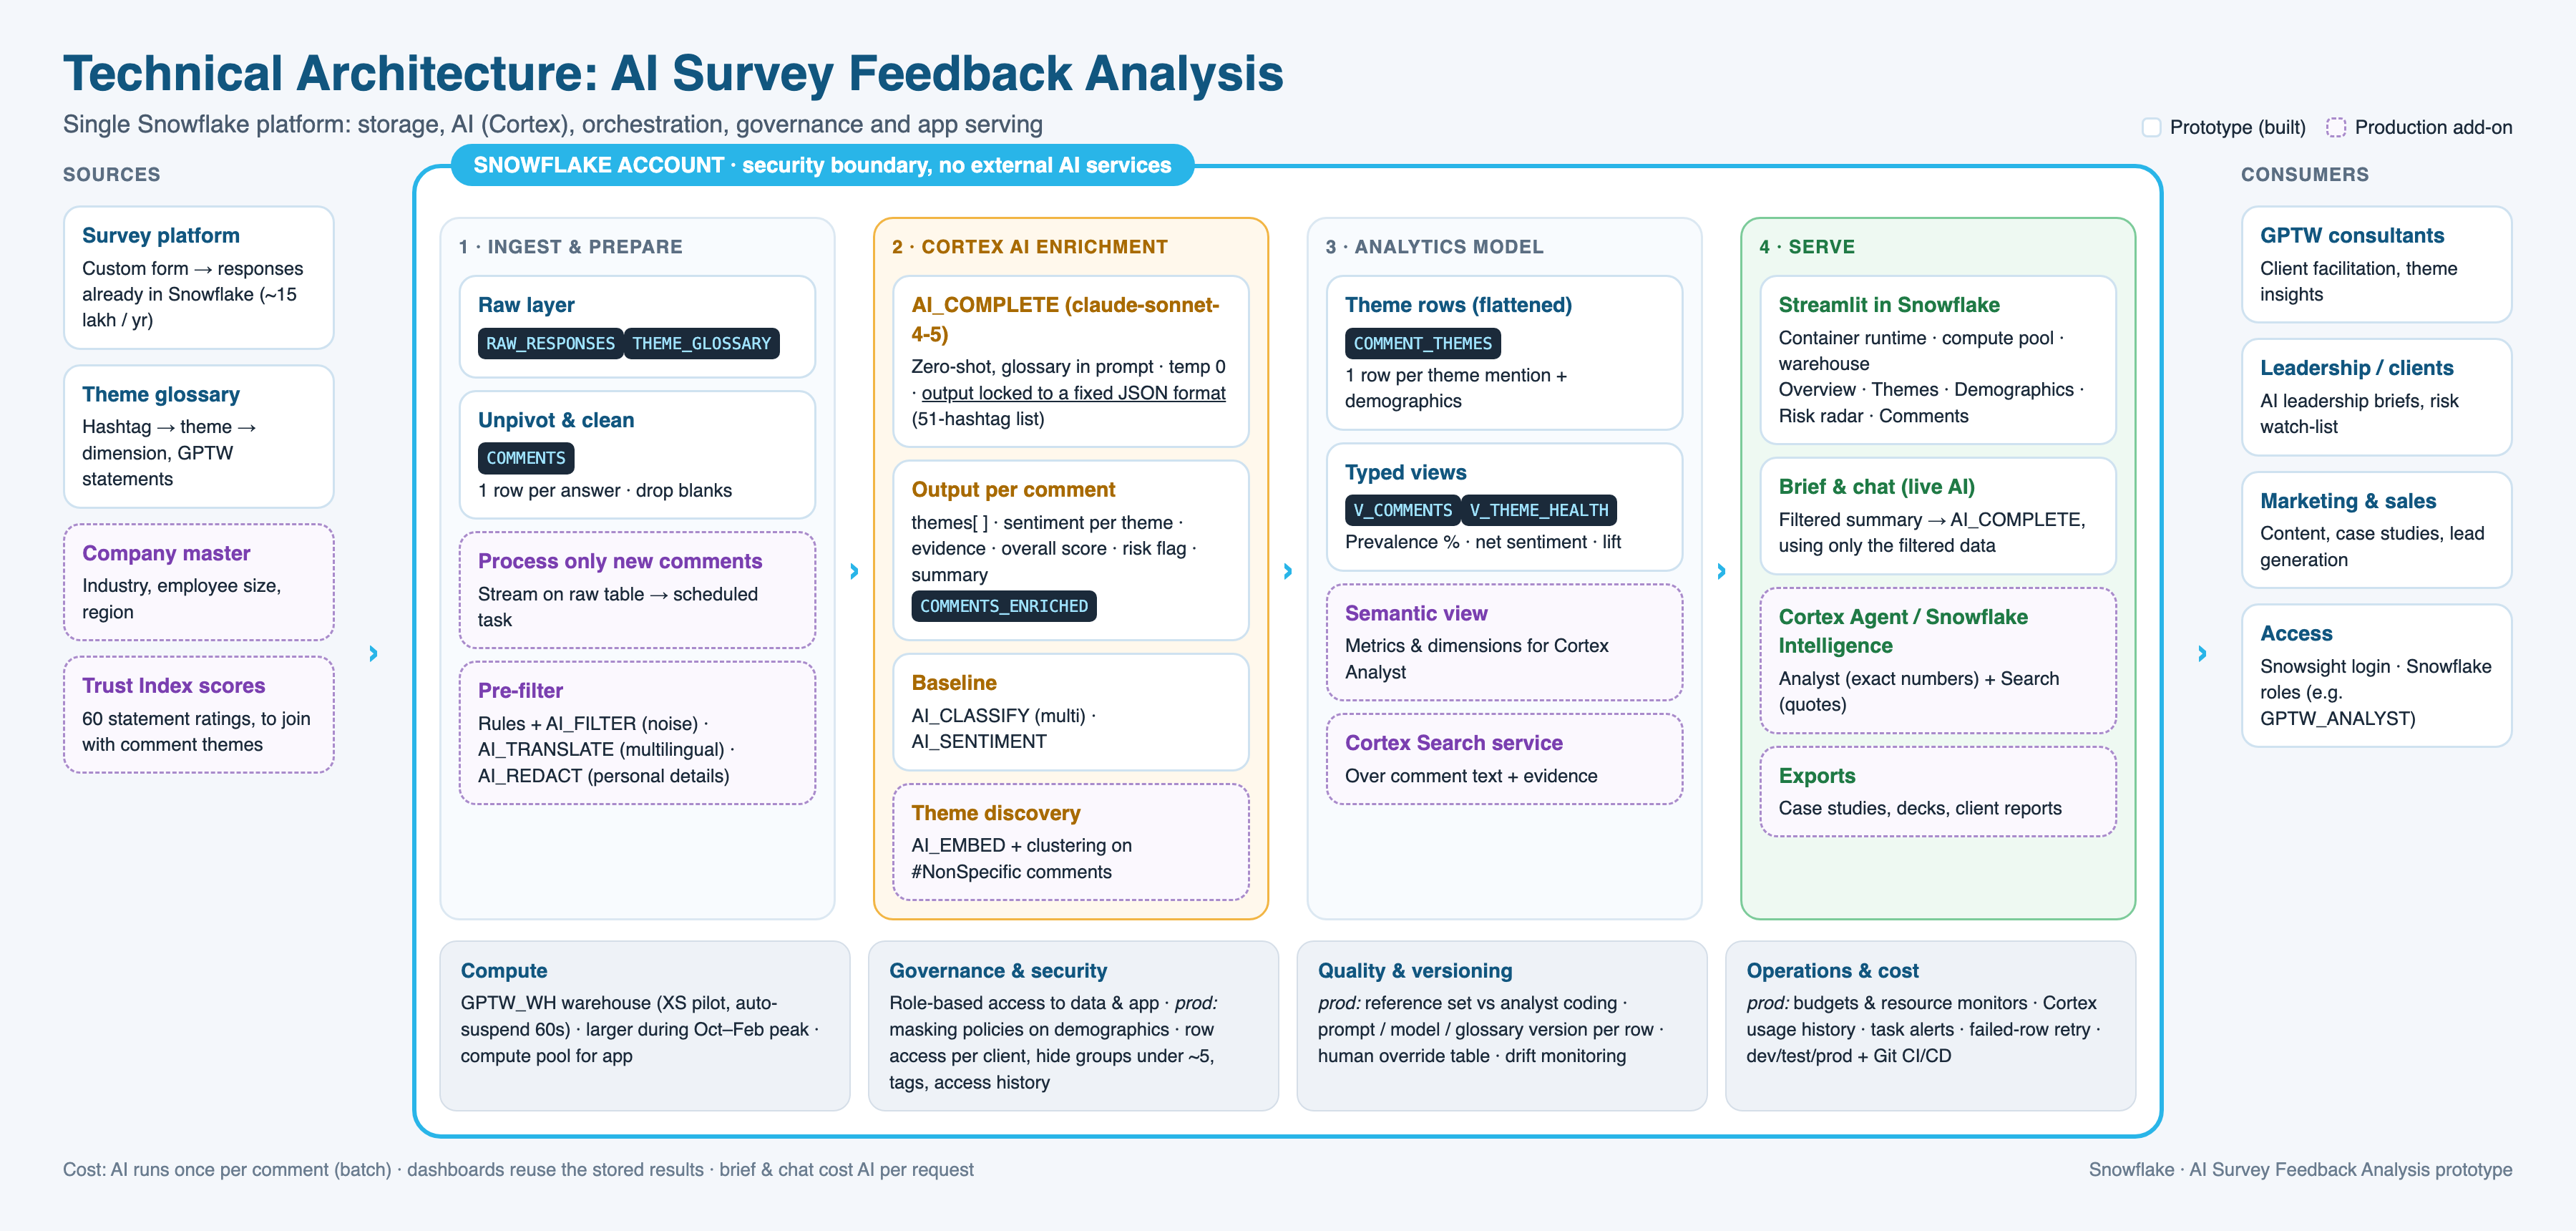 Technical Architecture: AI Survey Feedback Analysis
Single Snowflake platform: storage, AI (Cortex), orchestration, governance and app serving
Prototype (built)
Production add-on
SOURCES
Survey platform
Custom form → responses
already in Snowflake (~15
lakh / yr)
Theme glossary
Hashtag → theme →
dimension, GPTW
statements
Company master
Industry, employee size,
region
Trust Index scores
60 statement ratings, to join
with comment themes
›
SNOWFLAKE ACCOUNT · security boundary, no external AI services
1 · INGEST & PREPARE
Raw layer
RAW_RESPONSES THEME_GLOSSARY
Unpivot & clean
COMMENTS
1 row per answer · drop blanks
Process only new comments
Stream on raw table → scheduled
task
Pre-filter
Rules + AI_FILTER (noise) ·
AI_TRANSLATE (multilingual) ·
AI_REDACT (personal details)
›
2 · CORTEX AI ENRICHMENT
AI_COMPLETE (claude-sonnet-
4-5)
Zero-shot, glossary in prompt · temp 0
· output locked to a fixed JSON format
(51-hashtag list)
Output per comment
themes[ ] · sentiment per theme ·
evidence · overall score · risk flag ·
summary
COMMENTS_ENRICHED
Baseline
AI_CLASSIFY (multi) ·
AI_SENTIMENT
Theme discovery
AI_EMBED + clustering on
#NonSpecific comments
›
3 · ANALYTICS MODEL
Theme rows (flattened)
COMMENT_THEMES
1 row per theme mention +
demographics
Typed views
V_COMMENTS V_THEME_HEALTH
Prevalence % · net sentiment · lift
Semantic view
Metrics & dimensions for Cortex
Analyst
Cortex Search service
Over comment text + evidence
›
4 · SERVE
Streamlit in Snowflake
Container runtime · compute pool ·
warehouse
Overview · Themes · Demographics ·
Risk radar · Comments
Brief & chat (live AI)
Filtered summary → AI_COMPLETE,
using only the filtered data
Cortex Agent / Snowflake
Intelligence
Analyst (exact numbers) + Search
(quotes)
Exports
Case studies, decks, client reports
Compute
GPTW_WH warehouse (XS pilot, auto-
suspend 60s) · larger during Oct–Feb peak ·
compute pool for app
Governance & security
Role-based access to data & app · prod:
masking policies on demographics · row
access per client, hide groups under ~5,
tags, access history
Quality & versioning
prod: reference set vs analyst coding ·
prompt / model / glossary version per row ·
human override table · drift monitoring
Operations & cost
prod: budgets & resource monitors · Cortex
usage history · task alerts · failed-row retry ·
dev/test/prod + Git CI/CD
›
CONSUMERS
GPTW consultants
Client facilitation, theme
insights
Leadership / clients
AI leadership briefs, risk
watch-list
Marketing & sales
Content, case studies, lead
generation
Access
Snowsight login · Snowflake
roles (e.g.
GPTW_ANALYST)
Cost: AI runs once per comment (batch) · dashboards reuse the stored results · brief & chat cost AI per request
Snowflake · AI Survey Feedback Analysis prototype